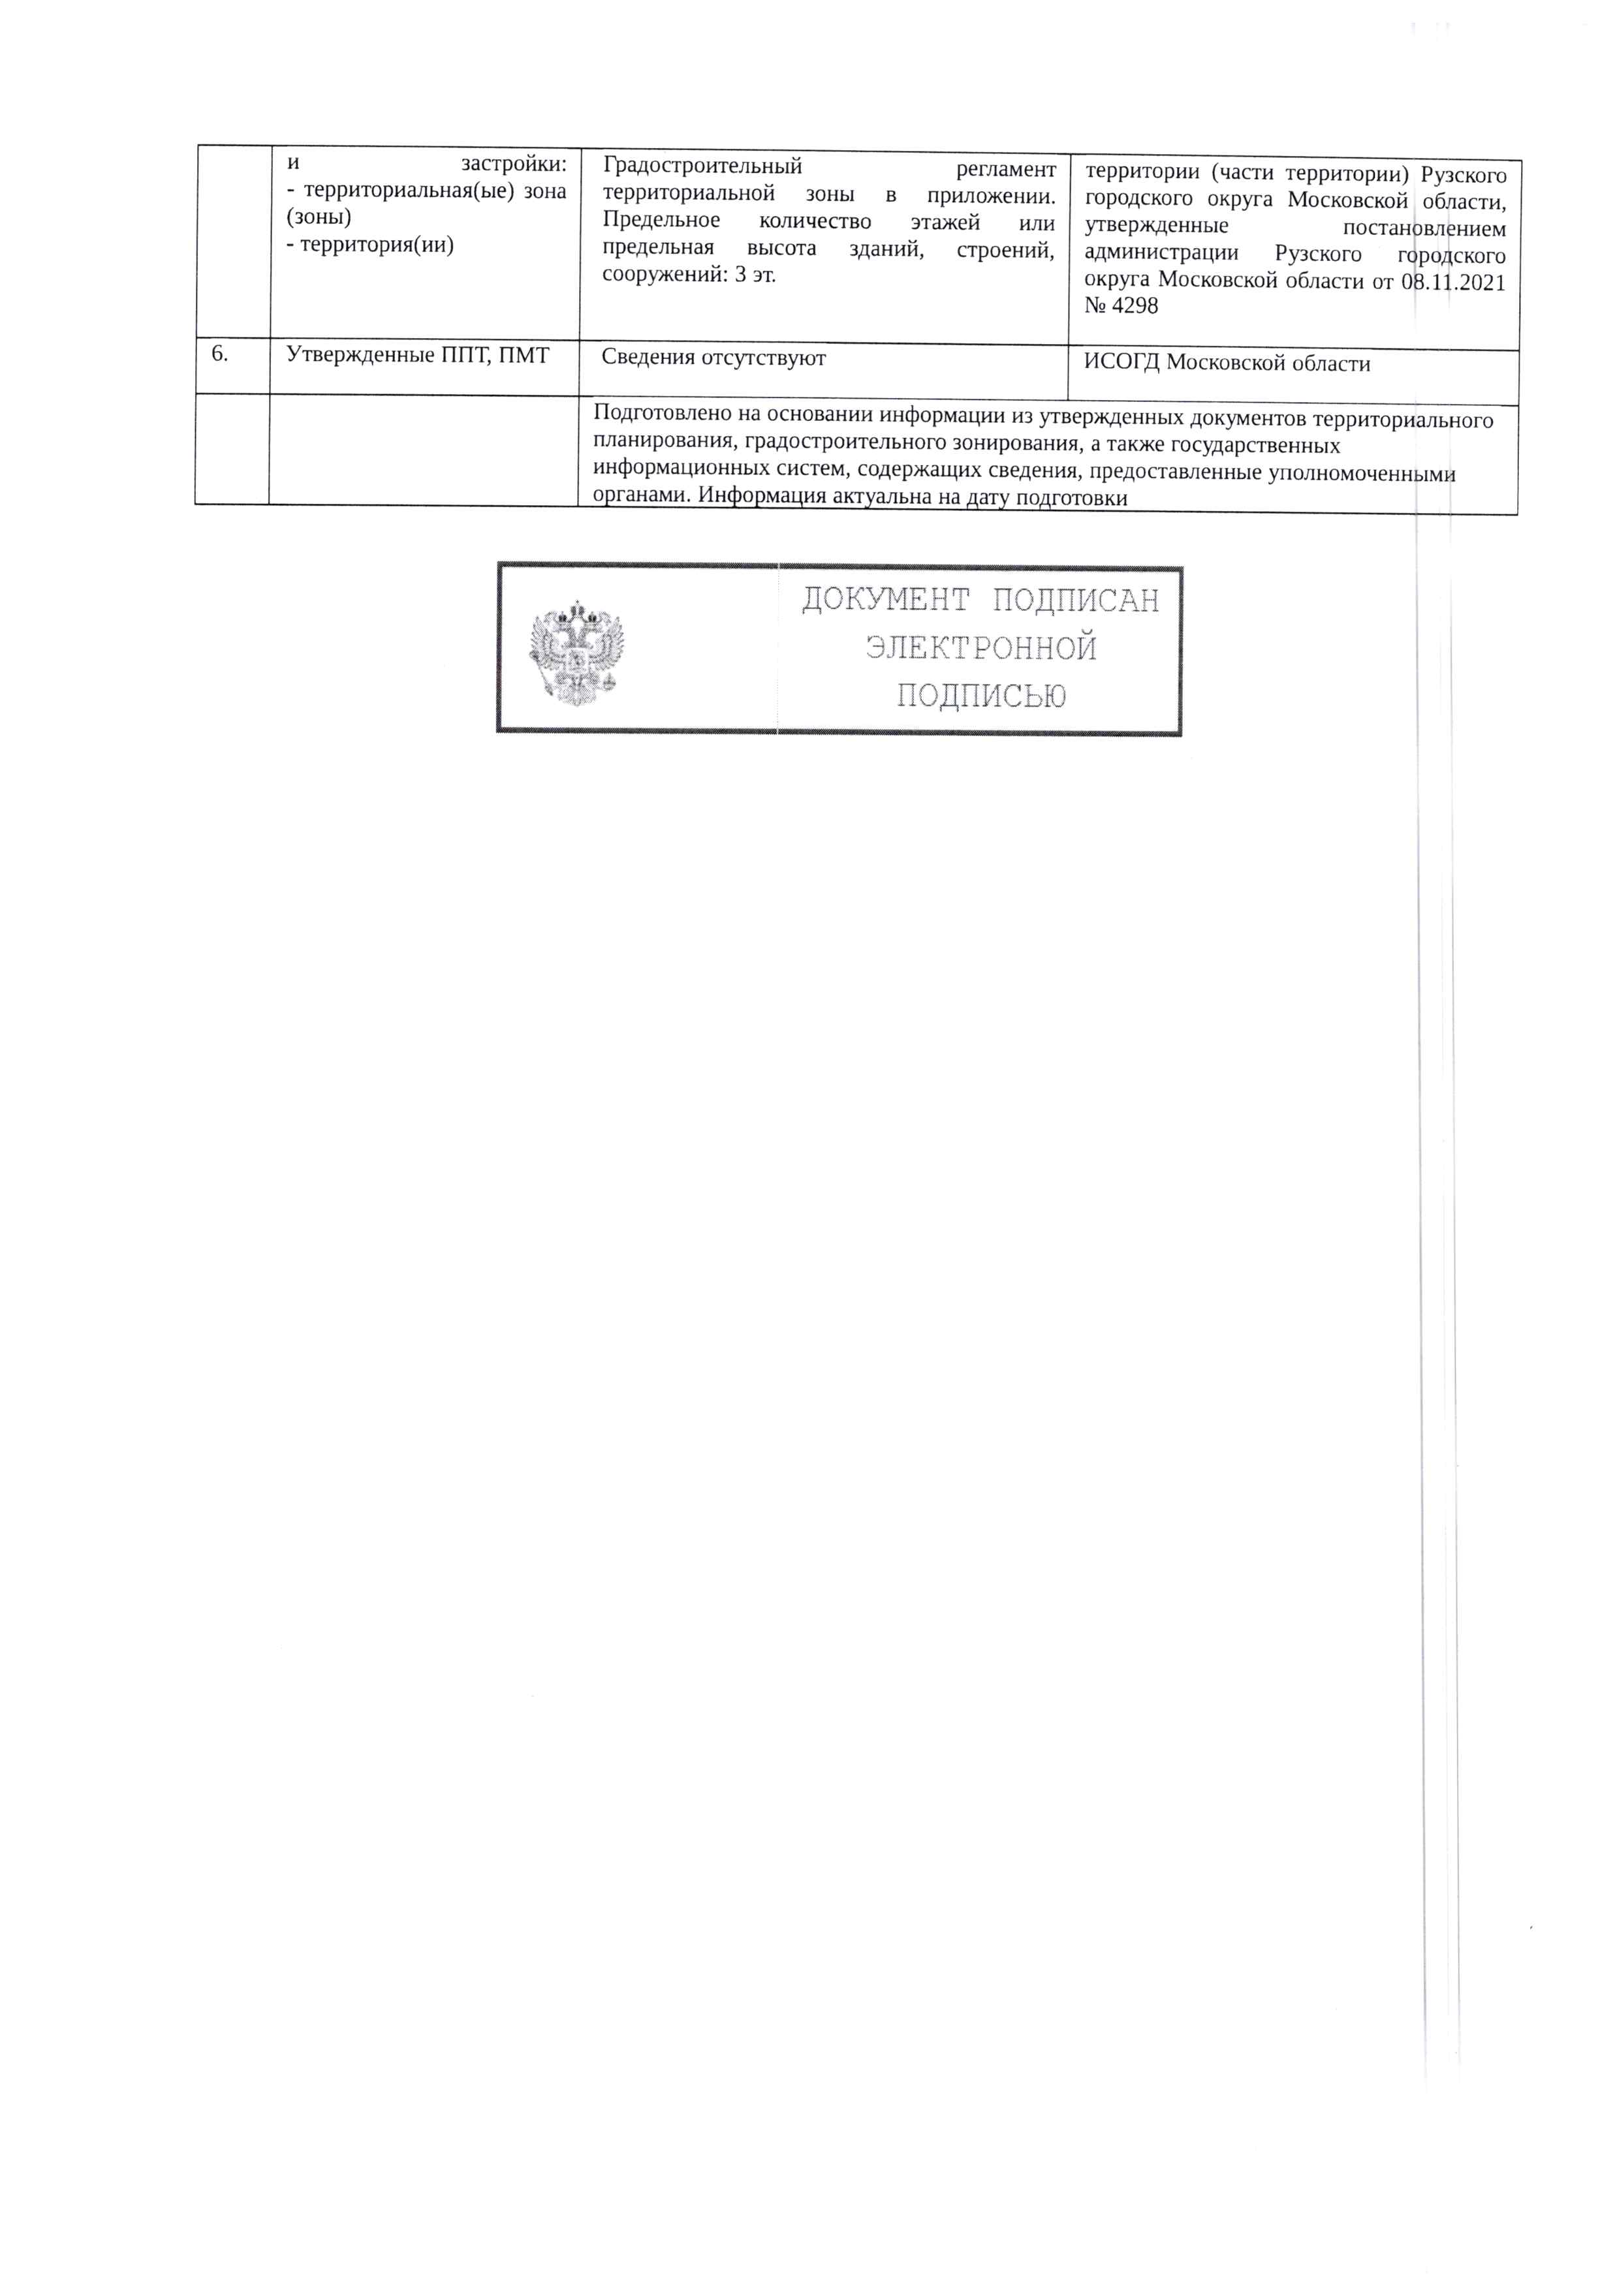 и застройки:
- территориальная(ые) зона
(зоны)
- территория(ии)
Градостроительный регламент
территориальной зоны в приложении.
Предельное количество этажей или
предельная высота зданий, строений,
сооружений: 3 эт.
территории (части территории) Рузского
городского округа Московской области,
утвержденные постановлением
администрации Рузского городского
округа Московской области от 08.11.2021
№ 4298
6.
Утвержденные ППТ, ПМТ
Сведения отсутствуют
ИСОГД Московской области
Подготовлено на основании информации из утвержденных документов территориального
планирования, градостроительного зонирования, а также государственных
информационных систем, содержащих сведения, предоставленные уполномоченными
органами. Информация актуальна на дату подготовки
ДОКУМЕНТ ПОДПИСАН
ЭЛЕКТРОННОЙ
ПОДПИСЬЮ